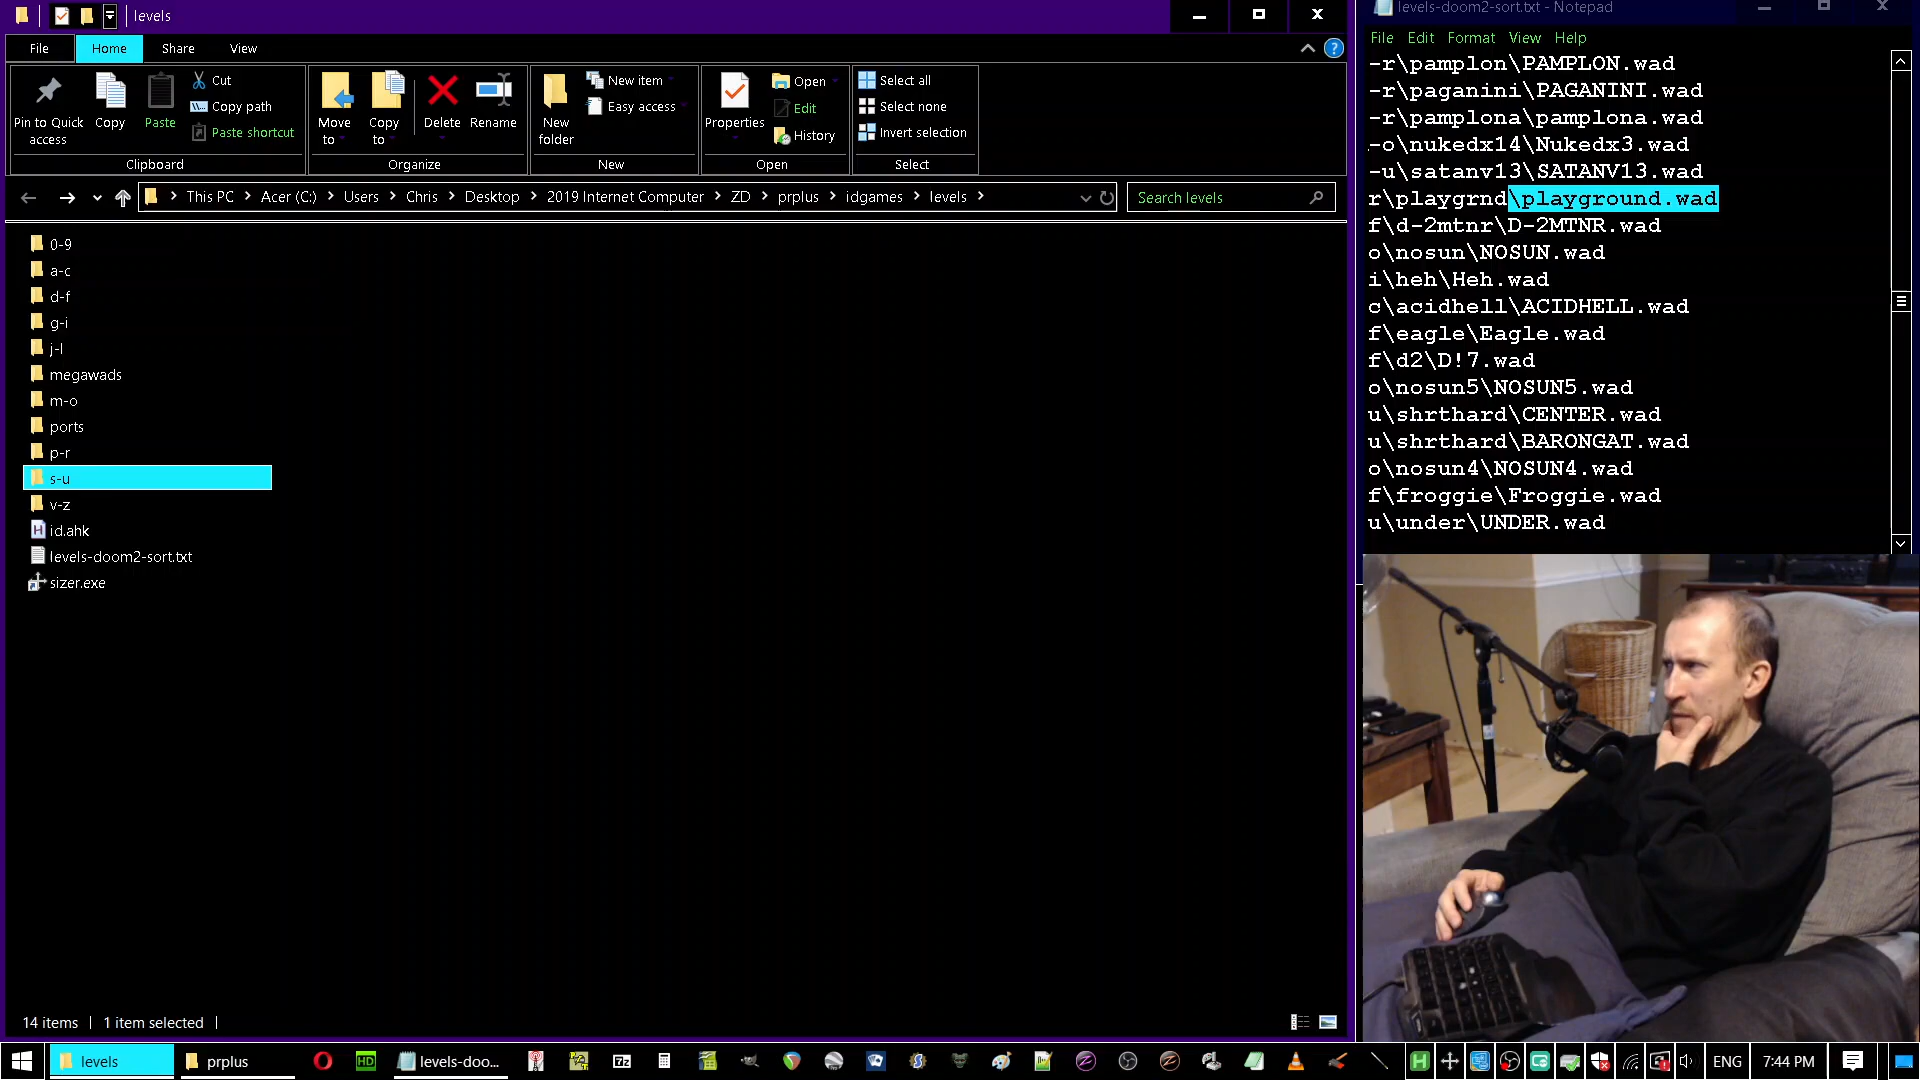 levels
File Home Share View
Pin to Quick access
Copy
Paste
Cut
Copy path
Paste shortcut
Clipboard
Move to
Copy to
Delete
Rename
Organize
New folder
New item
Easy access
New
Properties
Open
Edit
History
Open
Select all
Select none
Invert selection
Select
This PC > Acer (C:) > Users > Chris > Desktop > 2019 Internet Computer > ZD > prplus > idgames > levels >
Search levels
0-9
a-c
d-f
g-i
j-l
megawads
m-o
ports
p-r
s-u
v-z
id.ahk
levels-doom2-sort.txt
sizer.exe
14 items | 1 item selected |
levels-doom2-sort.txt - Notepad
File Edit Format View Help
-r\pamplon\PAMPLON.wad
-r\paganini\PAGANINI.wad
-r\pamplona\pamplona.wad
-o\nukedx14\Nukedx3.wad
-u\satanv13\SATANV13.wad
r\playgrnd\playground.wad
f\d-2mtnr\D-2MTNR.wad
o\nosun\NOSUN.wad
i\heh\Heh.wad
c\acidhell\ACIDHELL.wad
f\eagle\Eagle.wad
f\d2\D!7.wad
o\nosun5\NOSUN5.wad
u\shrthard\CENTER.wad
u\shrthard\BARONGAT.wad
o\nosun4\NOSUN4.wad
f\froggie\Froggie.wad
u\under\UNDER.wad
levels
prplus
HD
levels-doo...
7z
ENG
7:44 PM